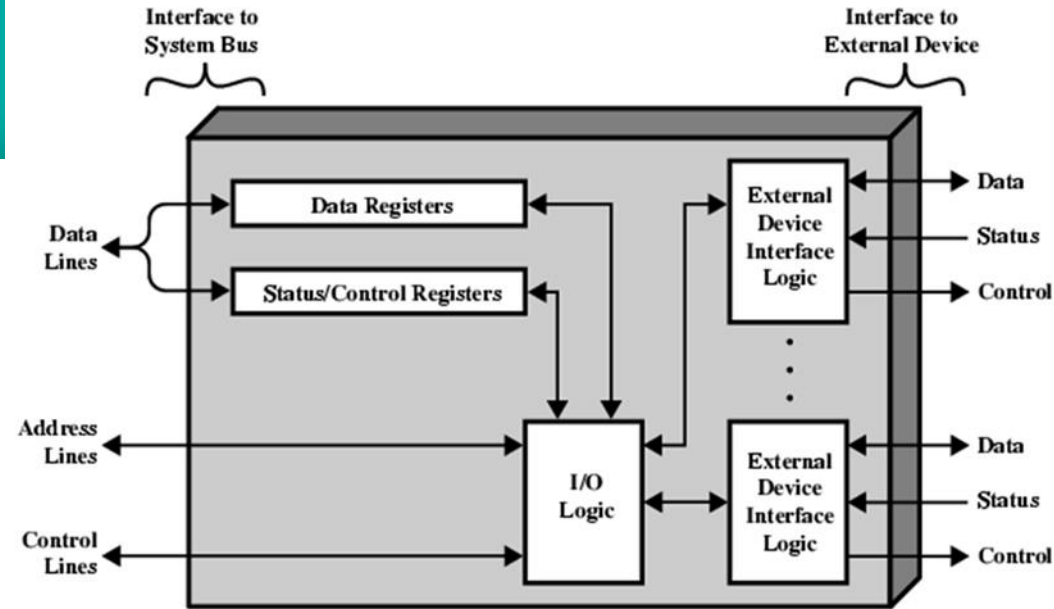 Interface to
System Bus
Interface to
External Device
Data Registers
Status/Control Registers
Data
Lines
Address
Lines
Control
Lines
I/O
Logic
External
Device
Interface
Logic
Data
Status
Control
External
Device
Interface
Logic
Data
Status
Control